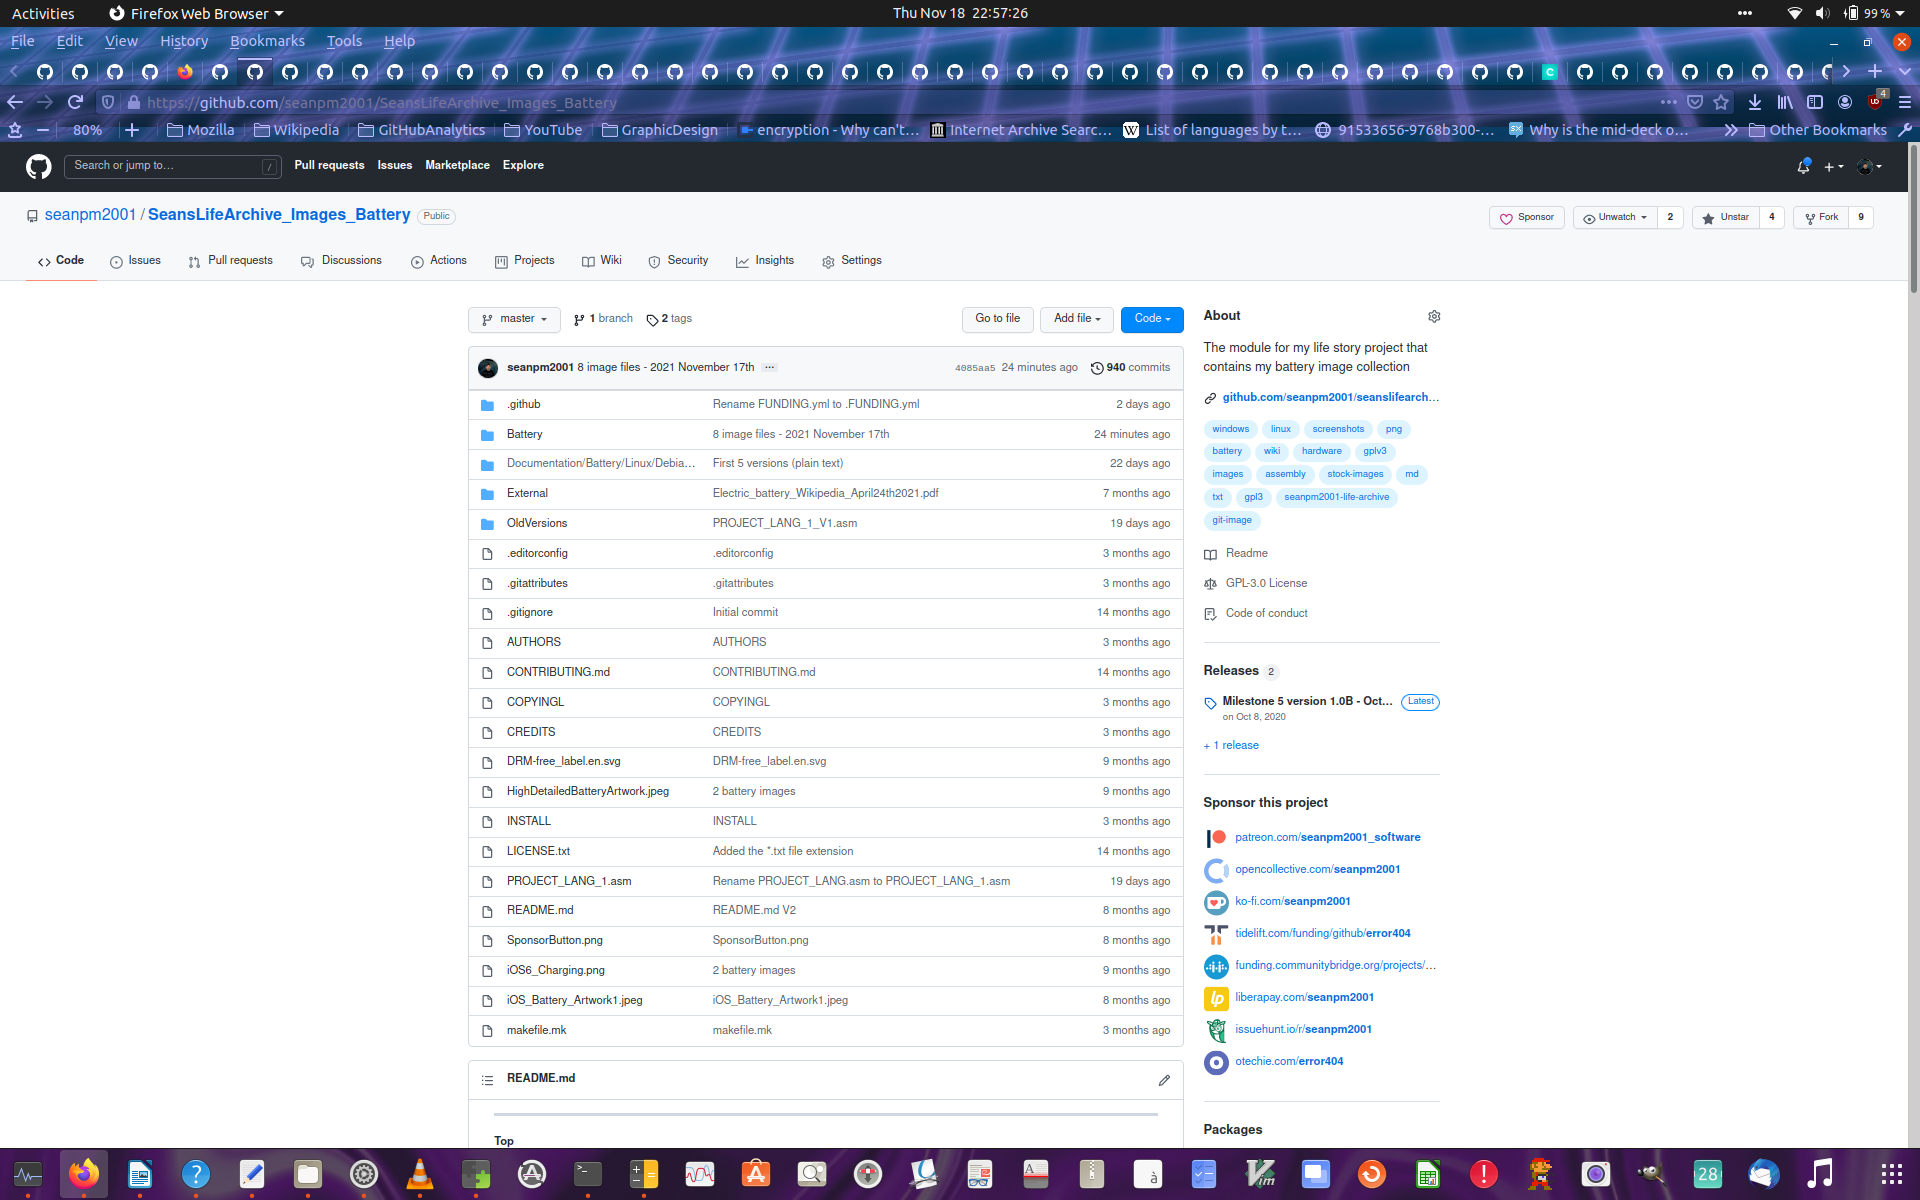 Activities Firefox Web Browser Thu Nov 18 22:57:26 99 %
File Edit View History Bookmarks Tools Help
https://github.com/seanpm2001/SeansLifeArchive_Images_Battery 4
80% Mozilla Wikipedia GitHubAnalytics YouTube GraphicDesign encryption - Why can't… Internet Archive Searc… List of languages by t… 91533656-9768b300-… Why is the mid-deck o… Other Bookmarks
Search or jump to… / Pull requests Issues Marketplace Explore
seanpm2001 / SeansLifeArchive_Images_Battery Public Sponsor Unwatch 2 Unstar 4 Fork 9
Code Issues Pull requests Discussions Actions Projects Wiki Security Insights Settings
master 1 branch 2 tags Go to file Add file Code
seanpm2001 8 image files - 2021 November 17th ... 4085aa5 24 minutes ago 940 commits
.github Rename FUNDING.yml to .FUNDING.yml 2 days ago
Battery 8 image files - 2021 November 17th 24 minutes ago
Documentation/Battery/Linux/Debia… First 5 versions (plain text) 22 days ago
External Electric_battery_Wikipedia_April24th2021.pdf 7 months ago
OldVersions PROJECT_LANG_1_V1.asm 19 days ago
.editorconfig .editorconfig 3 months ago
.gitattributes .gitattributes 3 months ago
.gitignore Initial commit 14 months ago
AUTHORS AUTHORS 3 months ago
CONTRIBUTING.md CONTRIBUTING.md 14 months ago
COPYINGL COPYINGL 3 months ago
CREDITS CREDITS 3 months ago
DRM-free_label.en.svg DRM-free_label.en.svg 9 months ago
HighDetailedBatteryArtwork.jpeg 2 battery images 9 months ago
INSTALL INSTALL 3 months ago
LICENSE.txt Added the *.txt file extension 14 months ago
PROJECT_LANG_1.asm Rename PROJECT_LANG.asm to PROJECT_LANG_1.asm 19 days ago
README.md README.md V2 8 months ago
SponsorButton.png SponsorButton.png 8 months ago
iOS6_Charging.png 2 battery images 9 months ago
iOS_Battery_Artwork1.jpeg iOS_Battery_Artwork1.jpeg 8 months ago
makefile.mk makefile.mk 3 months ago
README.md
Top
About
The module for my life story project that
contains my battery image collection
github.com/seanpm2001/seanslifearch…
windows linux screenshots png
battery wiki hardware gplv3
images assembly stock-images md
txt gpl3 seanpm2001-life-archive
git-image
Readme
GPL-3.0 License
Code of conduct
Releases 2
Milestone 5 version 1.0B - Oct… Latest
on Oct 8, 2020
+ 1 release
Sponsor this project
patreon.com/seanpm2001_software
opencollective.com/seanpm2001
ko-fi.com/seanpm2001
tidelift.com/funding/github/error404
funding.communitybridge.org/projects/…
liberapay.com/seanpm2001
issuehunt.io/r/seanpm2001
otechie.com/error404
Packages
28